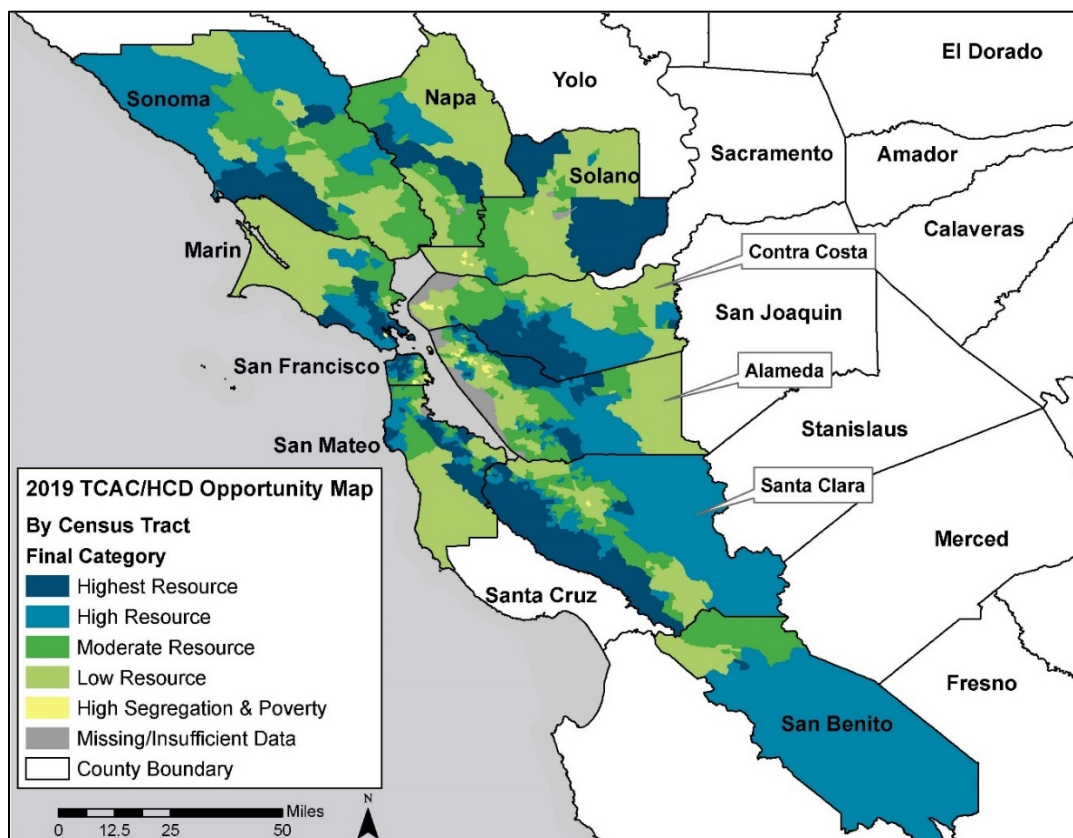 El Dorado
Yolo
Napa
Sonoma
Sacramento
Amador
Solano
Calaveras
Marin
Contra Costa
San Joaquin
San Francisco
Alameda
Stanislaus
San Mateo
Santa Clara
2019 TCAC/HCD Opportunity Map
By Census Tract
Final Category
Highest Resource
High Resource
Moderate Resource
Low Resource
High Segregation & Poverty
Missing/Insufficient Data
County Boundary
Merced
Santa Cruz
Fresno
San Benito
Miles
0 12.5 25 50
N